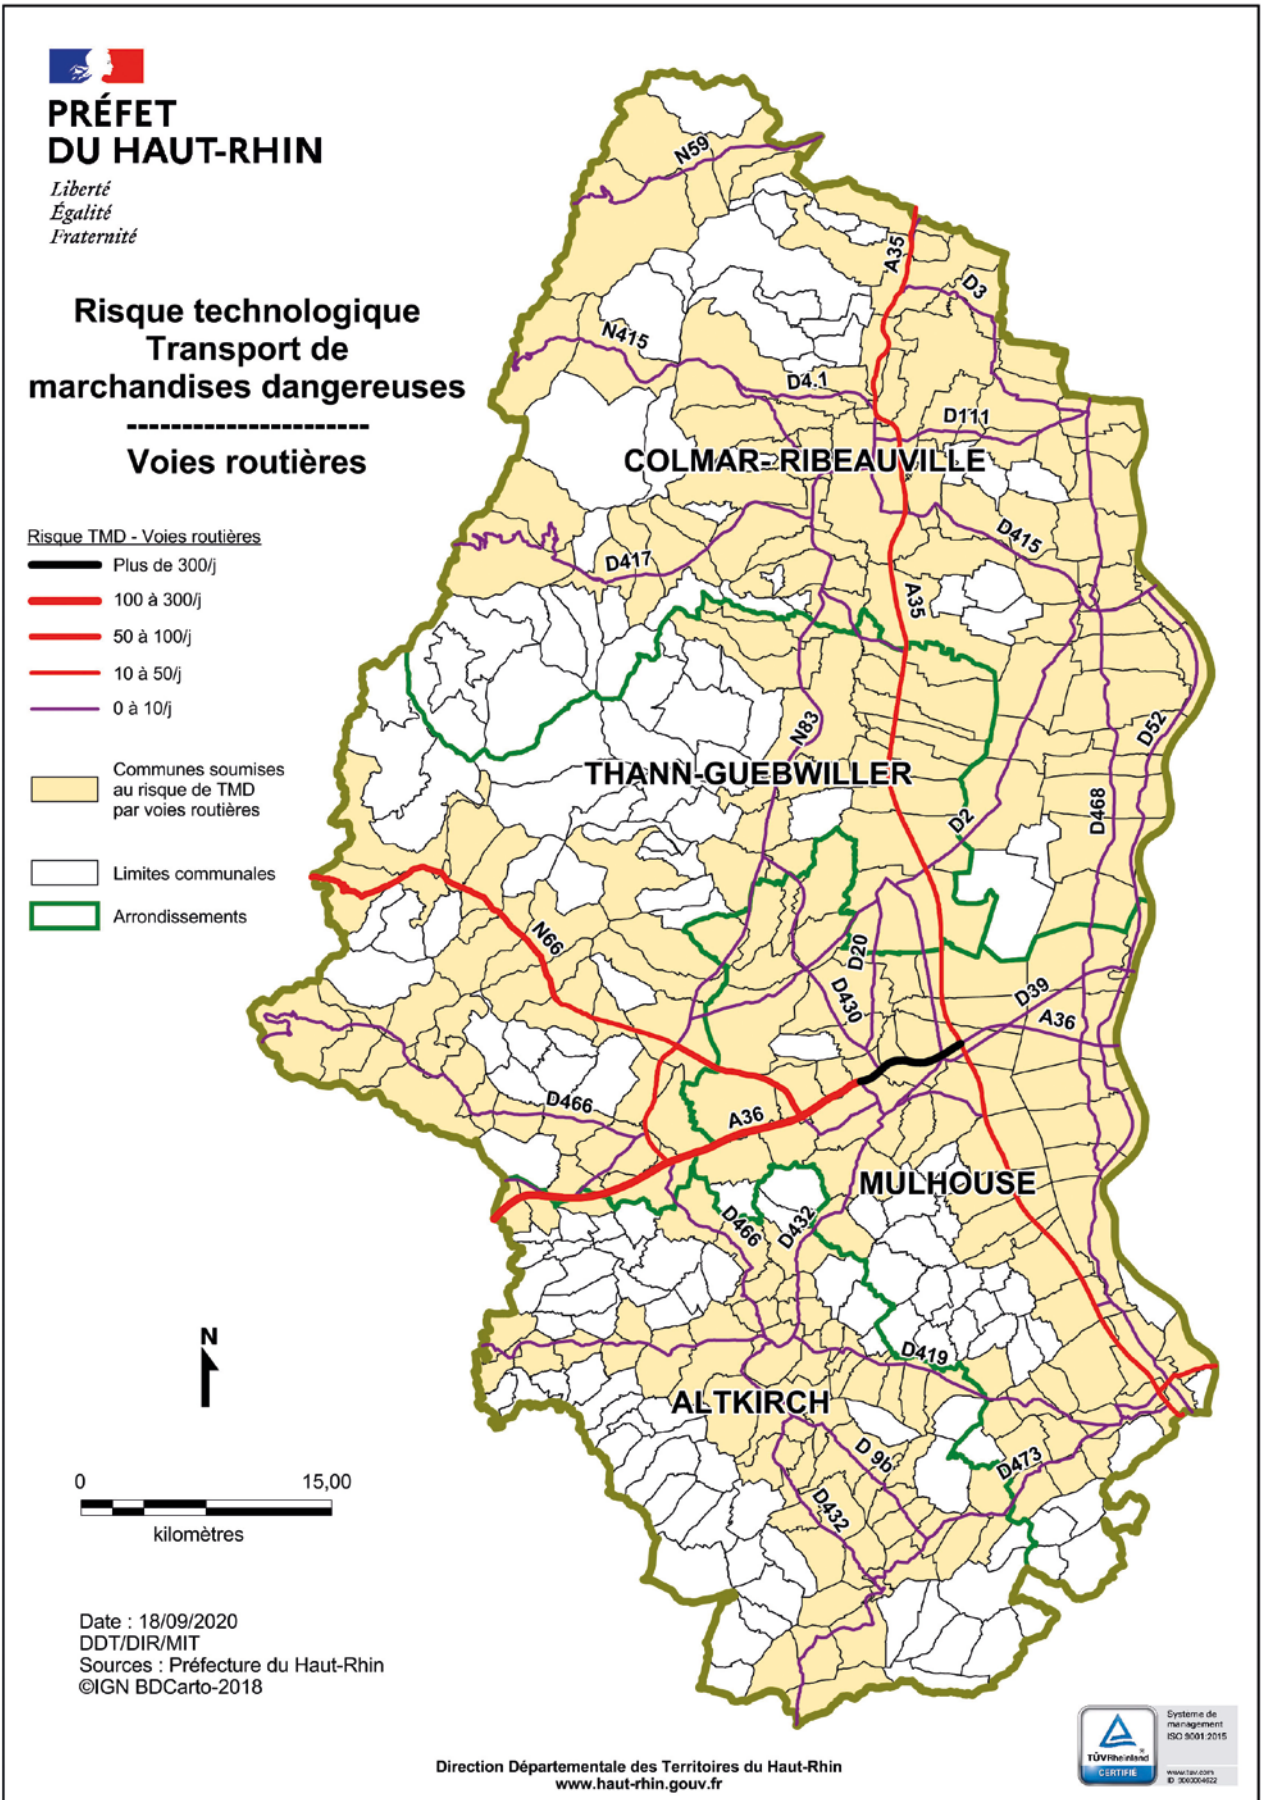 PRÉFET
DU HAUT-RHIN
Liberté
Égalité
Fraternité
Risque technologique
Transport de
marchandises dangereuses
----------------------
Voies routières
Risque TMD - Voies routières
Plus de 300/j
100 à 300/j
50 à 100/j
10 à 50/j
0 à 10/j
Communes soumises
au risque de TMD
par voies routières
Limites communales
Arrondissements
N59
A35
D3
N415
D4.1
D111
COLMAR- RIBEAUVILLE
D415
D417
A35
N83
D52
THANN-GUEBWILLER
D468
D2
N66
D20
D430
D39
A36
D466
A36
MULHOUSE
D466
D432
D419
ALTKIRCH
D 9b
D473
D432
N
0 15,00
kilomètres
Date : 18/09/2020
DDT/DIR/MIT
Sources : Préfecture du Haut-Rhin
©IGN BDCarto-2018
Direction Départementale des Territoires du Haut-Rhin
www.haut-rhin.gouv.fr
TÜVRheinland®
CERTIFIÉ
Systeme de
management
ISO 9001:2015
www.tuv.com